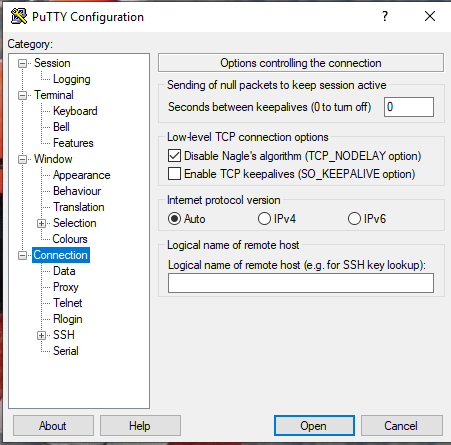 PuTTY Configuration
?
Category:
Session
Logging
Terminal
Keyboard
Bell
Features
Window
Appearance
Behaviour
Translation
Selection
Colours
Connection
Data
Proxy
Telnet
Rlogin
SSH
Serial
Options controlling the connection
Sending of null packets to keep session active
Seconds between keepalives (0 to turn off)
0
Low-level TCP connection options
Disable Nagle's algorithm (TCP_NODELAY option)
Enable TCP keepalives (SO_KEEPALIVE option)
Internet protocol version
Auto IPv4 IPv6
Logical name of remote host
Logical name of remote host (e.g. for SSH key lookup):
About Help Open Cancel